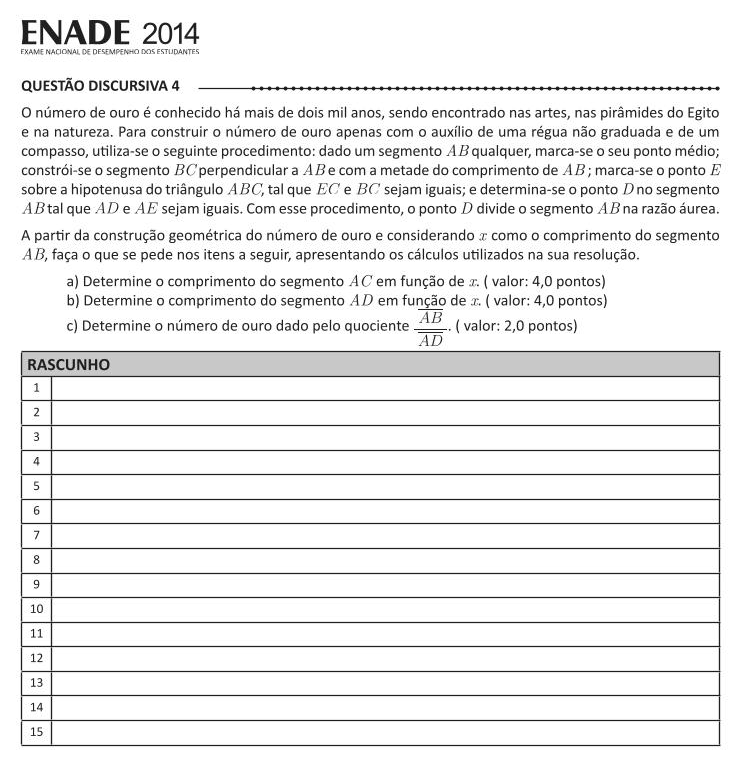 ENADE 2014
EXAME NACIONAL DE DESEMPENHO DOS ESTUDANTES
QUESTÃO DISCURSIVA 4
O número de ouro é conhecido há mais de dois mil anos, sendo encontrado nas artes, nas pirâmides do Egito
e na natureza. Para construir o número de ouro apenas com o auxílio de uma régua não graduada e de um
compasso, utiliza-se o seguinte procedimento: dado um segmento AB qualquer, marca-se o seu ponto médio;
constrói-se o segmento BC perpendicular a AB e com a metade do comprimento de AB; marca-se o ponto E
sobre a hipotenusa do triângulo ABC, tal que EC e BC sejam iguais; e determina-se o ponto D no segmento
AB tal que AD e AE sejam iguais. Com esse procedimento, o ponto D divide o segmento AB na razão áurea.
A partir da construção geométrica do número de ouro e considerando x como o comprimento do segmento
AB, faça o que se pede nos itens a seguir, apresentando os cálculos utilizados na sua resolução.
a) Determine o comprimento do segmento AC em função de x. ( valor: 4,0 pontos)
b) Determine o comprimento do segmento AD em função de x. ( valor: 4,0 pontos)
c) Determine o número de ouro dado pelo quociente AB/AD. ( valor: 2,0 pontos)
RASCUNHO
1
2
3
4
5
6
7
8
9
10
11
12
13
14
15